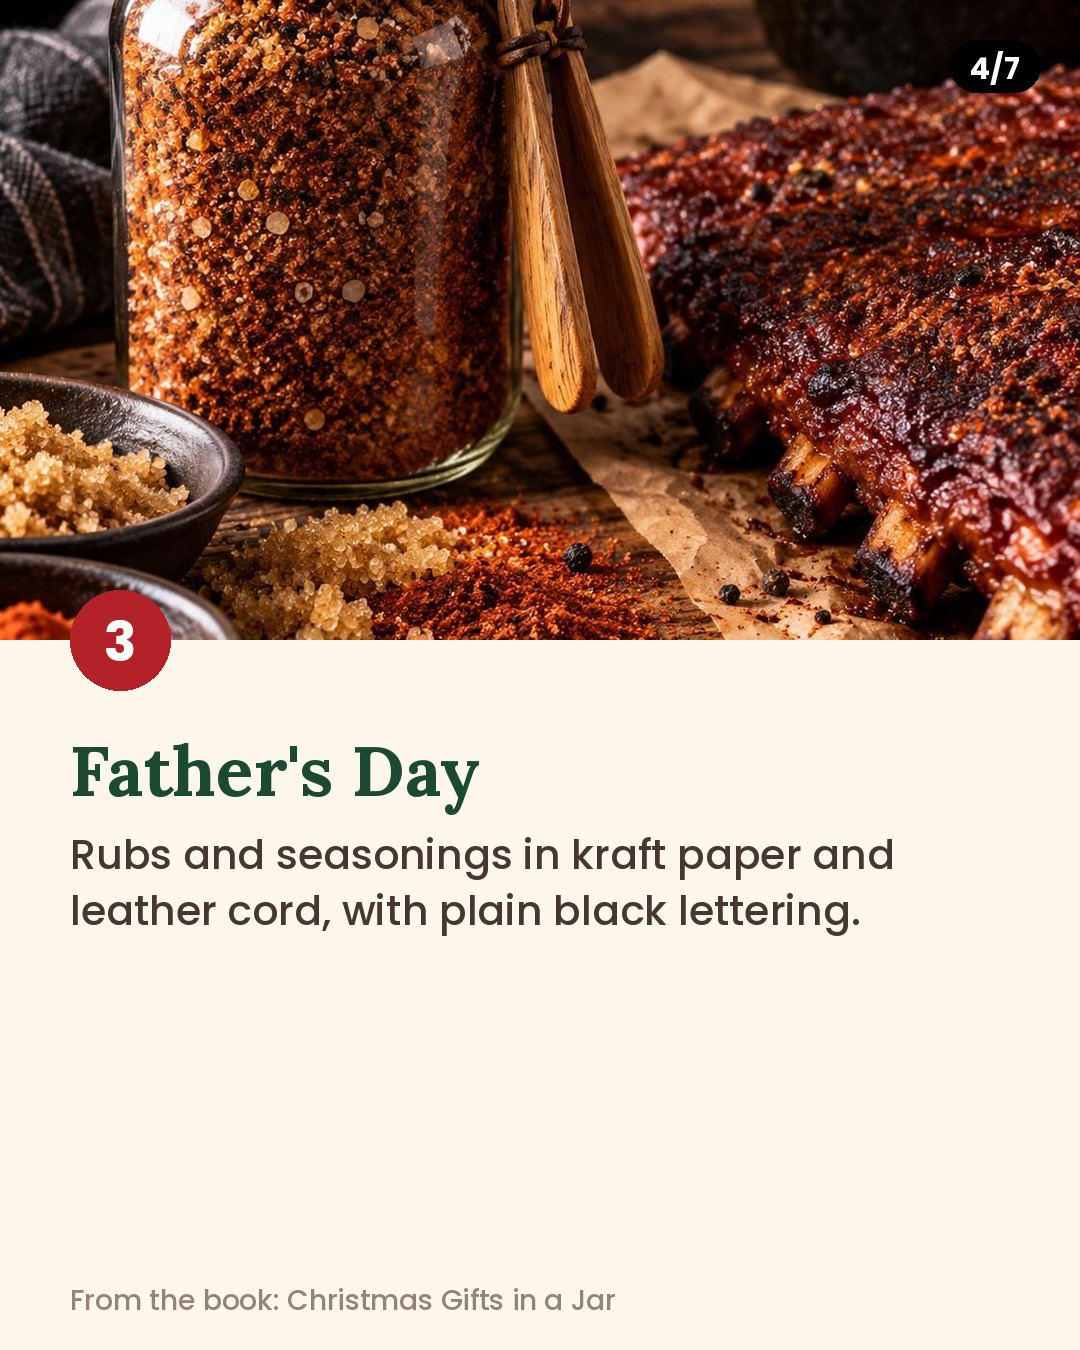 4/7
3
Father's Day
Rubs and seasonings in kraft paper and
leather cord, with plain black lettering.
From the book: Christmas Gifts in a Jar